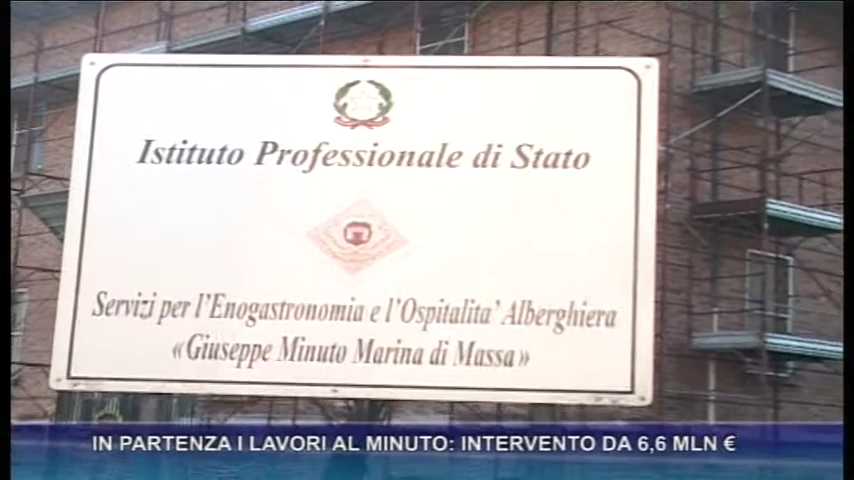 Istituto Professionale di Stato
Servizi per l'Enogastronomia e l'Ospitalita' Alberghiera
«Giuseppe Minuto Marina di Massa»
IN PARTENZA I LAVORI AL MINUTO: INTERVENTO DA 6,6 MLN €